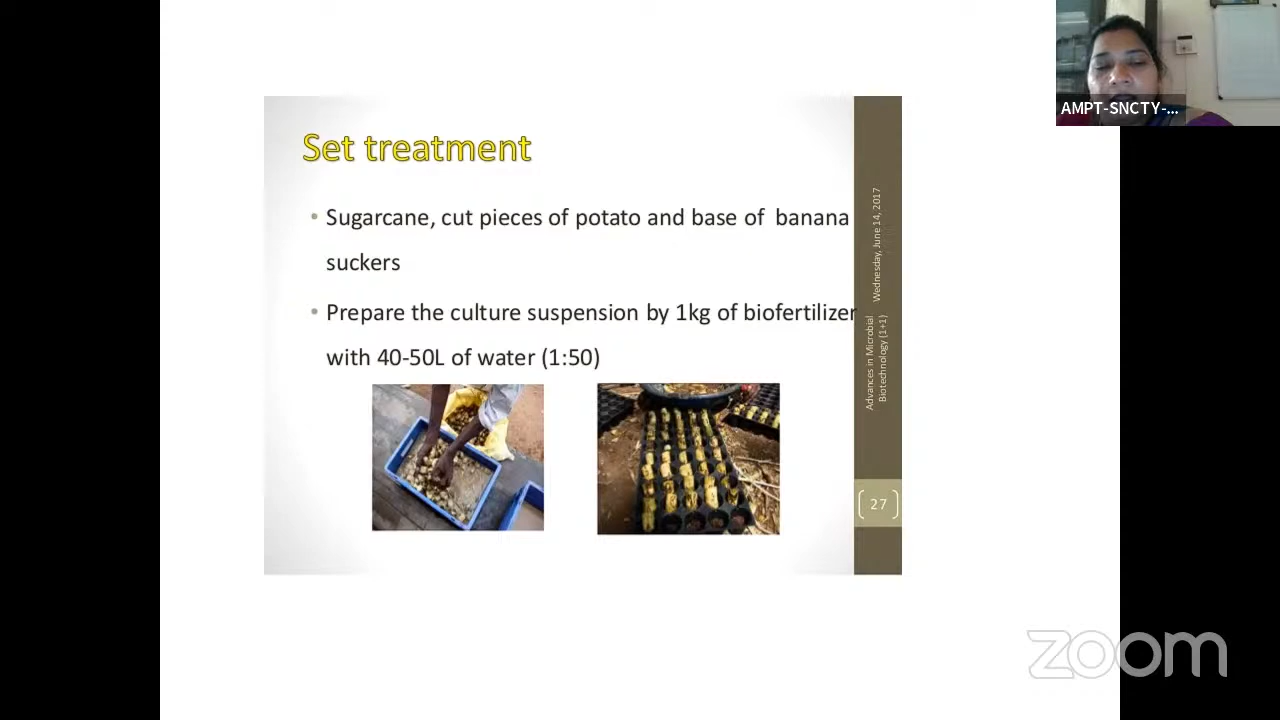 Set treatment
• Sugarcane, cut pieces of potato and base of banana
suckers
• Prepare the culture suspension by 1kg of biofertilizer
with 40-50L of water (1:50)
Wednesday, June 14, 2017
Advances in Microbial
Biotechnology (1+1)
27
AMPT-SNCTY-...
zoom